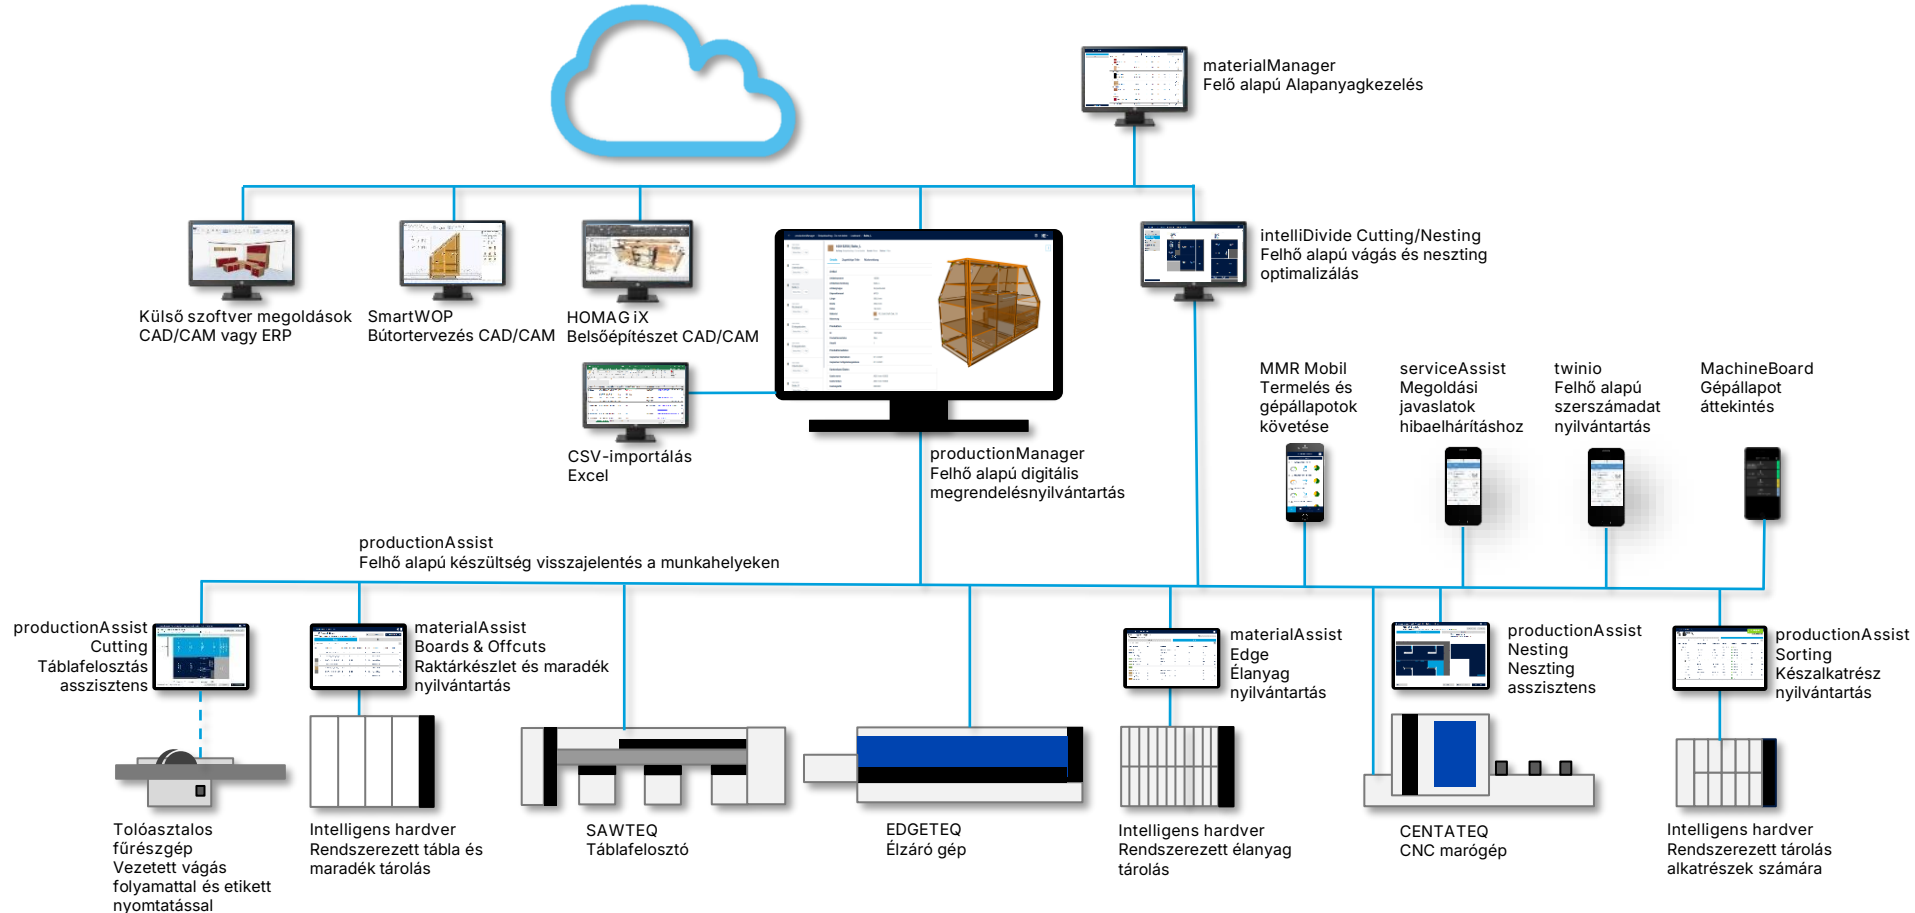 materialManager
Felő alapú Alapanyagkezelés
Külső szoftver megoldások
CAD/CAM vagy ERP
SmartWOP
Bútortervezés CAD/CAM
HOMAG iX
Belsőépítészet CAD/CAM
intelliDivide Cutting/Nesting
Felhő alapú vágás és neszting
optimalizálás
CSV-importálás
Excel
productionManager
Felhő alapú digitális
megrendelésnyilvántartás
MMR Mobil
Termelés és
gépállapotok
követése
serviceAssist
Megoldási
javaslatok
hibaelhárításhoz
twinio
Felhő alapú
szerszámadat
nyilvántartás
MachineBoard
Gépállapot
áttekintés
productionAssist
Felhő alapú készültség visszajelentés a munkahelyeken
productionAssist
Cutting
Táblafelosztás
asszisztens
materialAssist
Boards & Offcuts
Raktárkészlet és maradék
nyilvántartás
materialAssist
Edge
Élanyag
nyilvántartás
productionAssist
Nesting
Neszting
asszisztens
productionAssist
Sorting
Készalkatrész
nyilvántartás
Tolóasztalos
fűrészgép
Vezetett vágás
folyamattal és etikett
nyomtatással
Intelligens hardver
Rendszerezett tábla és
maradék tárolás
SAWTEQ
Táblafelosztó
EDGETEQ
Élzáró gép
Intelligens hardver
Rendszerezett élanyag
tárolás
CENTATEQ
CNC marógép
Intelligens hardver
Rendszerezett tárolás
alkatrészek számára